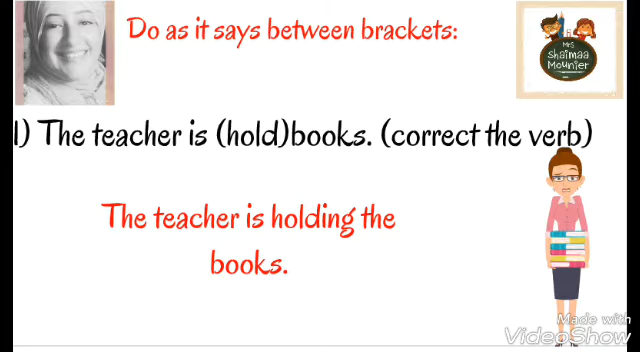 Do as it says between brackets:
Mrs
Shaimaa
Mounier
1) The teacher is (hold)books. (correct the verb)
The teacher is holding the
books.
Made with
VideoShow